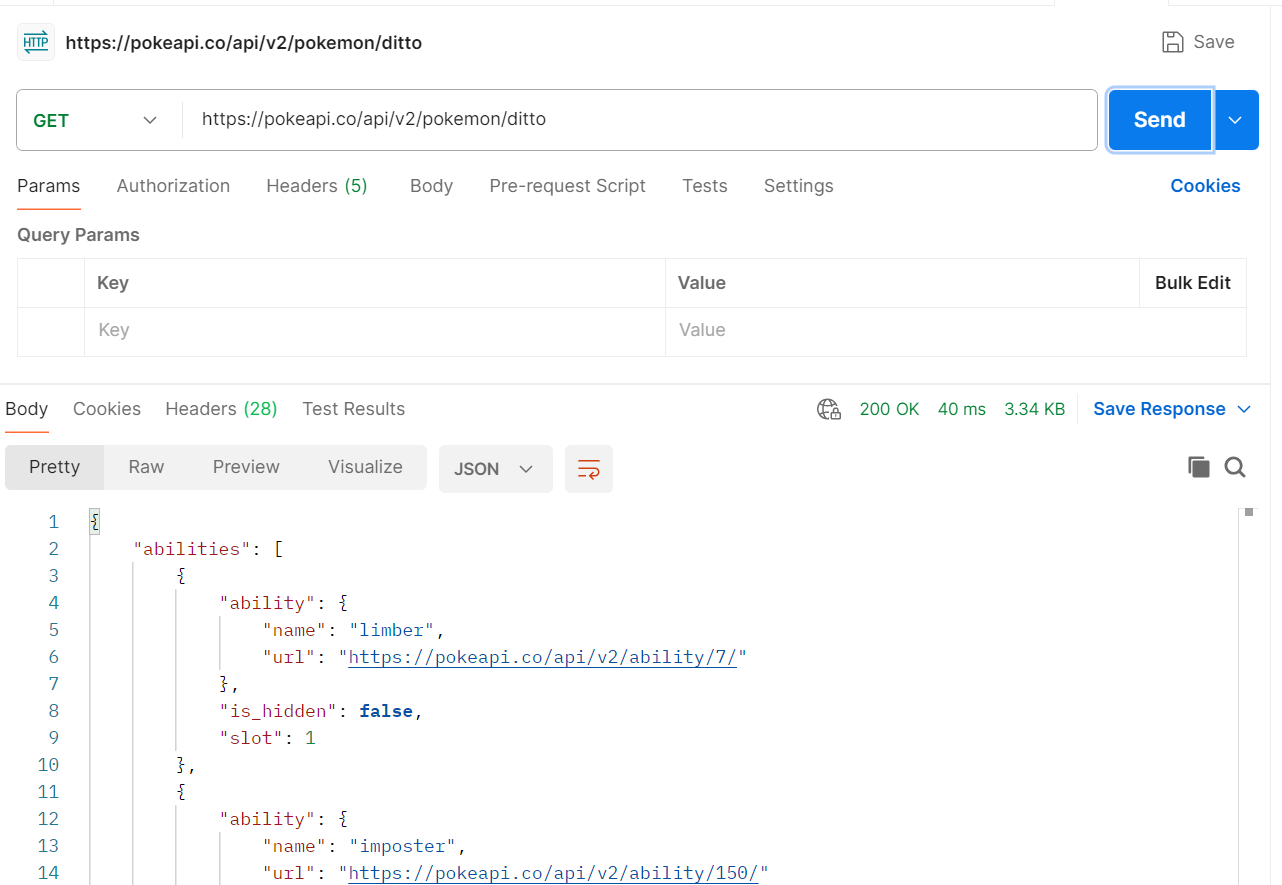 HTTP https://pokeapi.co/api/v2/pokemon/ditto Save
GET https://pokeapi.co/api/v2/pokemon/ditto Send
Params Authorization Headers (5) Body Pre-request Script Tests Settings Cookies
Query Params
Key Value Bulk Edit
Key Value
Body Cookies Headers (28) Test Results 200 OK 40 ms 3.34 KB Save Response
Pretty Raw Preview Visualize JSON
1 {
2 "abilities": [
3 {
4 "ability": {
5 "name": "limber",
6 "url": "https://pokeapi.co/api/v2/ability/7/"
7 },
8 "is_hidden": false,
9 "slot": 1
10 },
11 {
12 "ability": {
13 "name": "imposter",
14 "url": "https://pokeapi.co/api/v2/ability/150/"